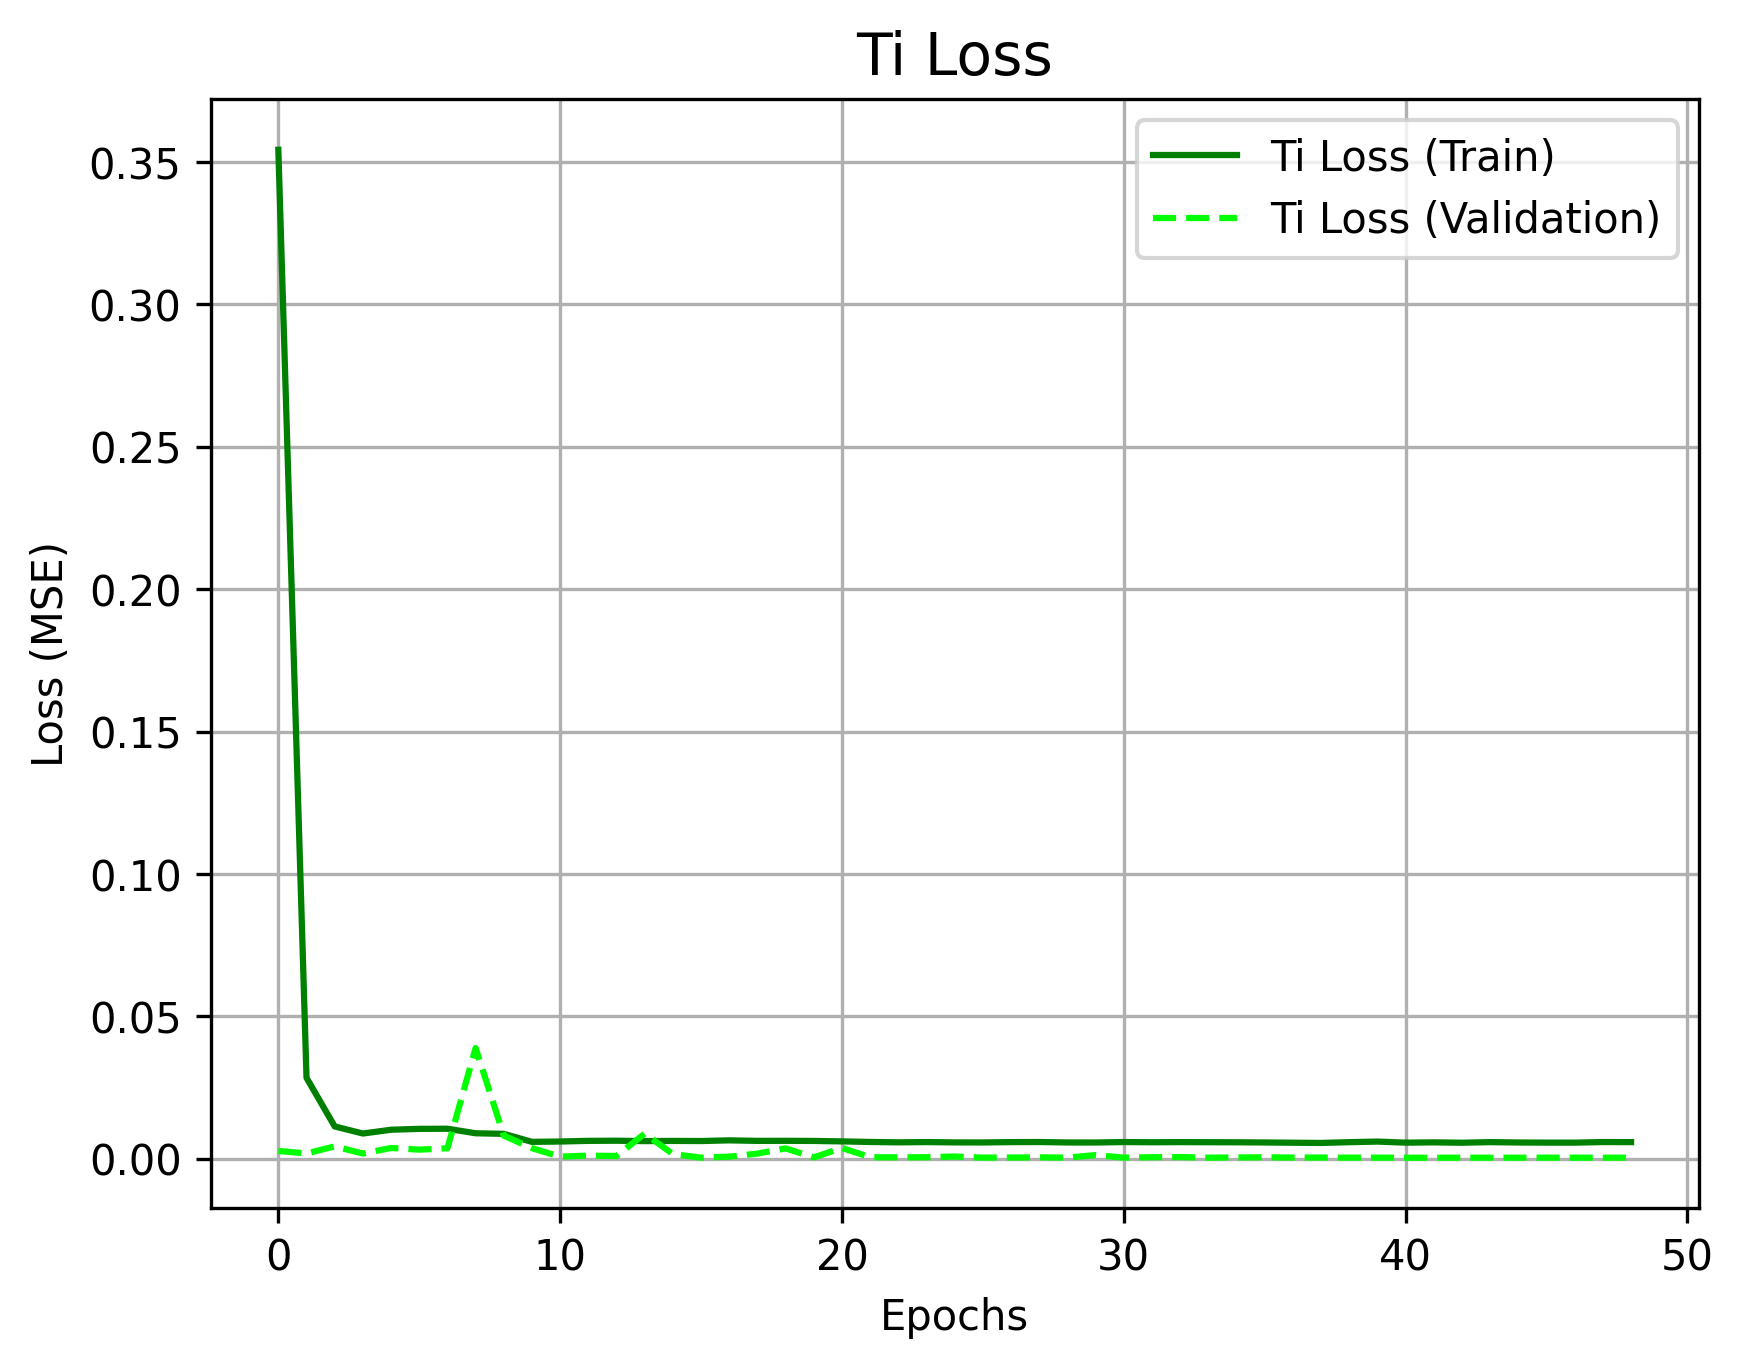 Ti Loss
Ti Loss (Train)
Ti Loss (Validation)
Loss (MSE)
0.35
0.30
0.25
0.20
0.15
0.10
0.05
0.00
0 10 20 30 40 50
Epochs